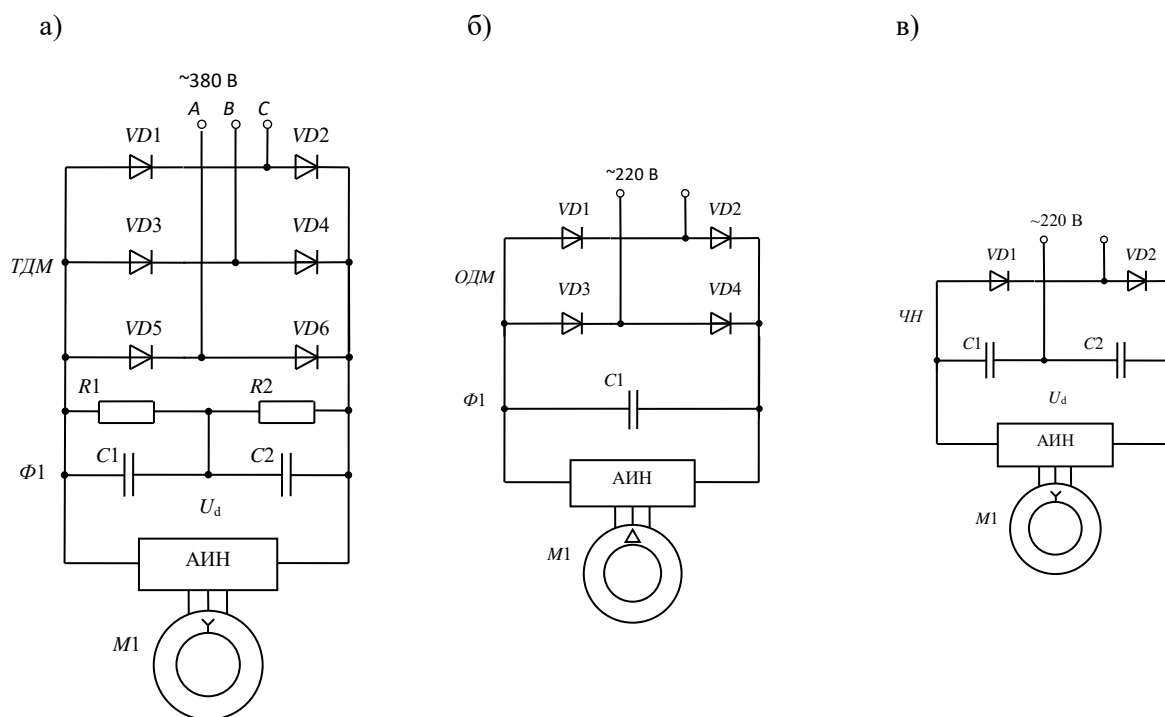 а)
~380 В
A B C
VD1 VD2
VD3 VD4
ТДМ
VD5 VD6
R1 R2
C1 C2
Ф1
Ud
АИН
M1
б)
~220 В
VD1 VD2
ОДМ
VD3 VD4
C1
Ф1
АИН
M1
в)
~220 В
VD1 VD2
ЧН
C1 C2
Ud
АИН
M1